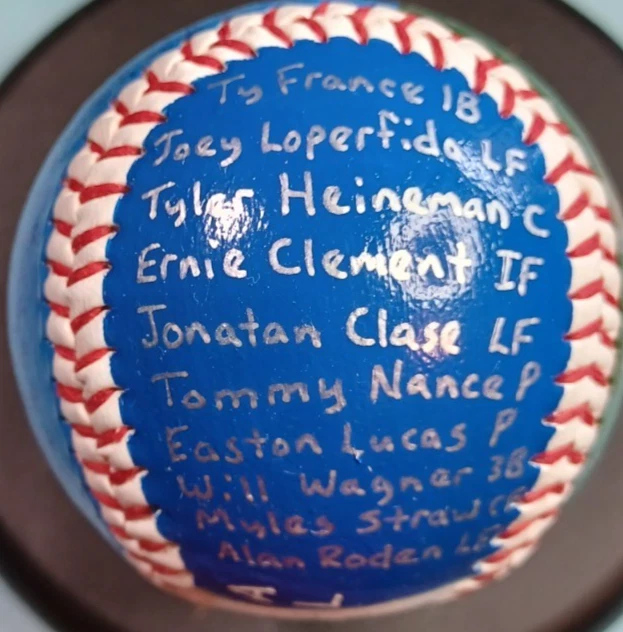 Ty France 1B
Joey Loperfido LF
Tyler Heineman C
Ernie Clement IF
Jonatan Clase LF
Tommy Nance P
Easton Lucas P
Will Wagner 3B
Myles Straw CF
Alan Roden LF
A
L